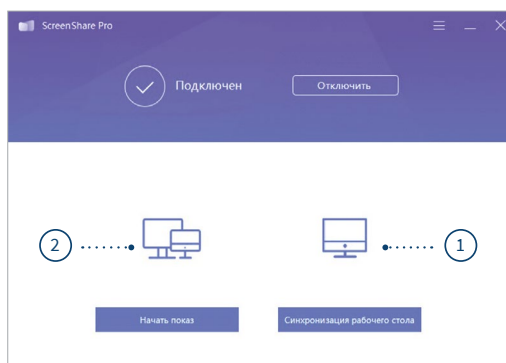 ScreenShare Pro
Подключен
Отключить
2
1
Начать показ
Синхронизация рабочего стола